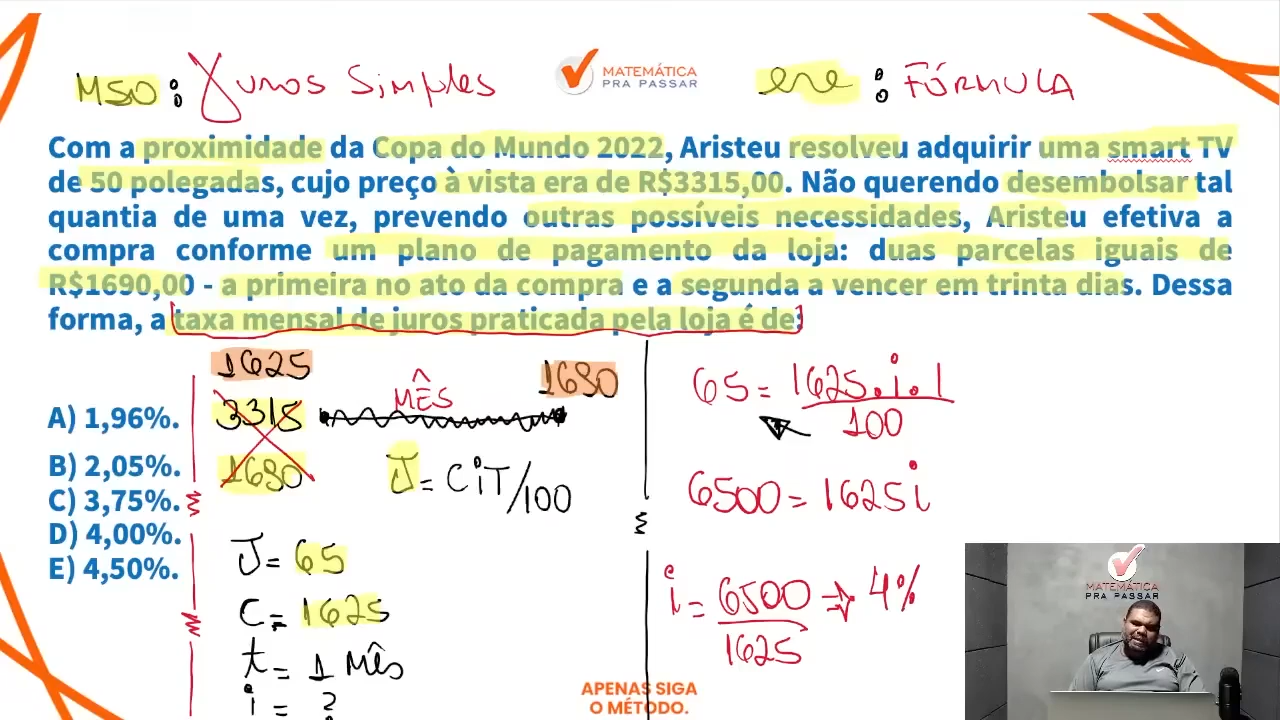 MSO: Juros Simples
MATEMÁTICA
PRA PASSAR
ere: FÓRMULA
Com a proximidade da Copa do Mundo 2022, Aristeu resolveu adquirir uma smart TV
de 50 polegadas, cujo preço à vista era de R$3315,00. Não querendo desembolsar tal
quantia de uma vez, prevendo outras possíveis necessidades, Aristeu efetiva a
compra conforme um plano de pagamento da loja: duas parcelas iguais de
R$1690,00 - a primeira no ato da compra e a segunda a vencer em trinta dias. Dessa
forma, a taxa mensal de juros praticada pela loja é de:
A) 1,96%.
B) 2,05%.
C) 3,75%.
D) 4,00%.
E) 4,50%.
1625
3315
1690
MÊS
1690
J = CiT/100
J = 65
C = 1625
t = 1 MÊS
i = ?
65 = 1625.i.1
100
6500 = 1625i
i = 6500 → 4%
1625
MATEMÁTICA
PRA PASSAR
APENAS SIGA
O MÉTODO.